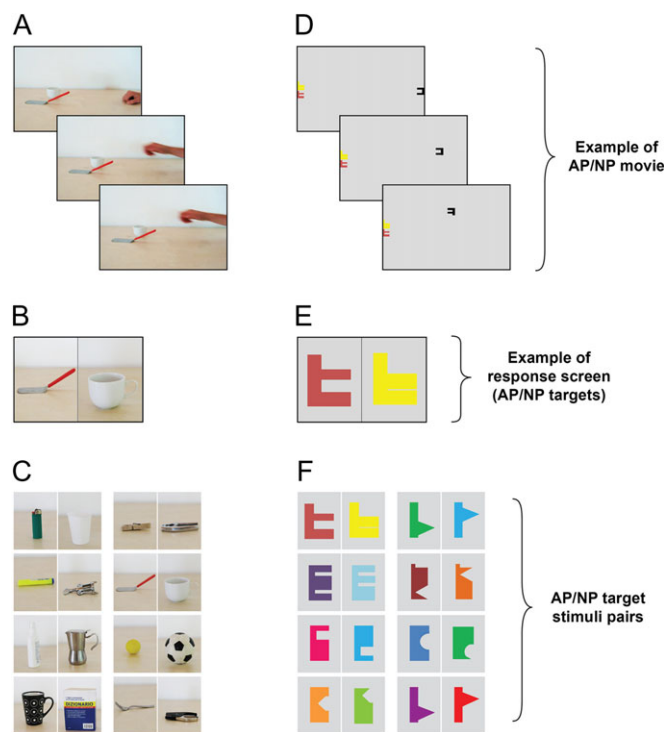 A
D
Example of
AP/NP movie
B
E
Example of
response screen
(AP/NP targets)
C
F
AP/NP target
stimuli pairs
DIZIONARIO